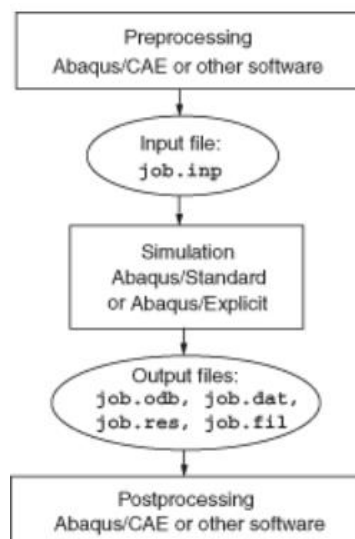 Preprocessing
Abaqus/CAE or other software
Input file:
job.inp
Simulation
Abaqus/Standard
or Abaqus/Explicit
Output files:
job.odb, job.dat,
job.res, job.fil
Postprocessing
Abaqus/CAE or other software